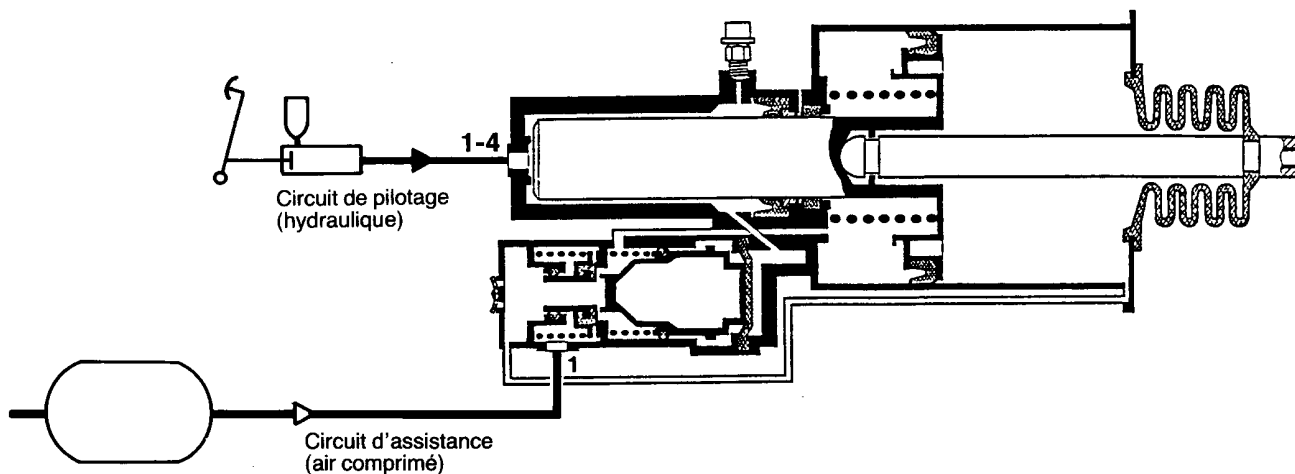 1-4
Circuit de pilotage
(hydraulique)
1
Circuit d'assistance
(air comprimé)